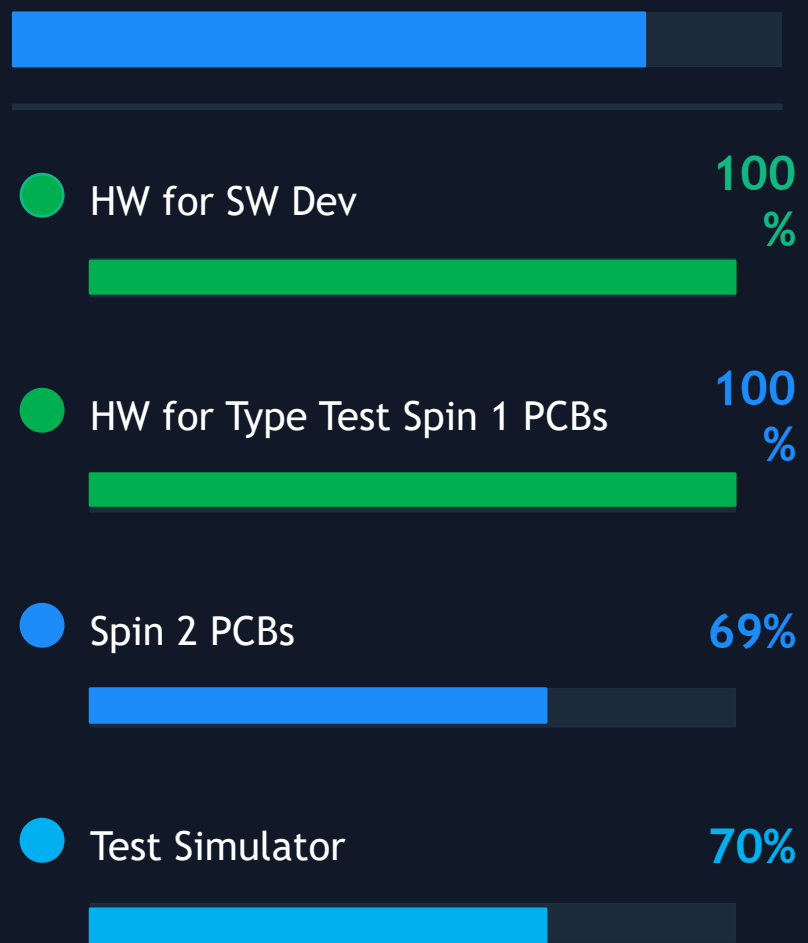 HW for SW Dev
100
%
HW for Type Test Spin 1 PCBs
100
%
Spin 2 PCBs
69%
Test Simulator
70%